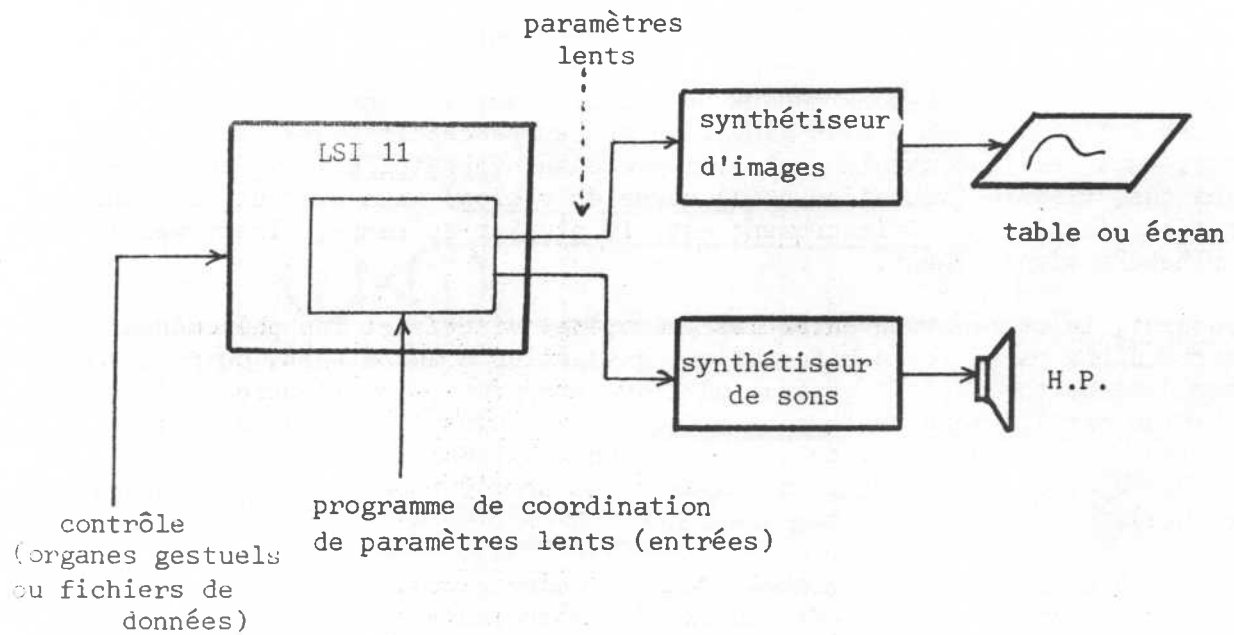 paramètres
lents
LSI 11
synthétiseur
d'images
table ou écran
synthétiseur
de sons
H.P.
programme de coordination
de paramètres lents (entrées)
contrôle
(organes gestuels
ou fichiers de
données)